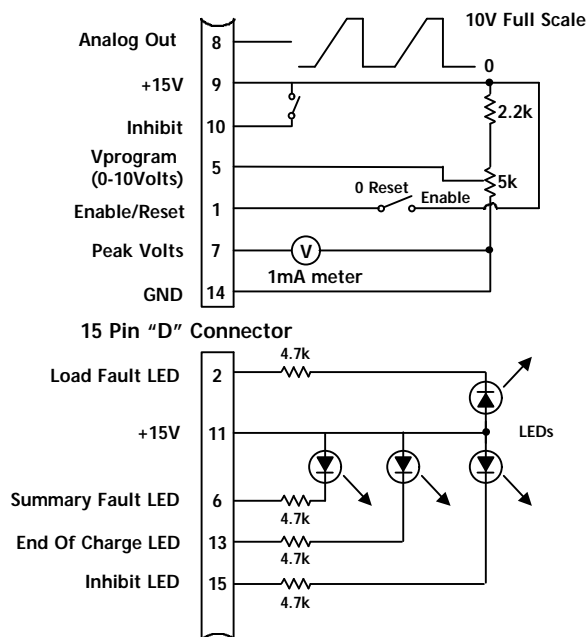 10V Full Scale
Analog Out 8
0
+15V 9
2.2k
Inhibit 10
Vprogram
(0-10Volts) 5
5k
0 Reset Enable
Enable/Reset 1
Peak Volts 7 V
1mA meter
GND 14
15 Pin “D” Connector
4.7k
Load Fault LED 2
+15V 11 LEDs
Summary Fault LED 6
4.7k
End Of Charge LED 13
4.7k
Inhibit LED 15
4.7k